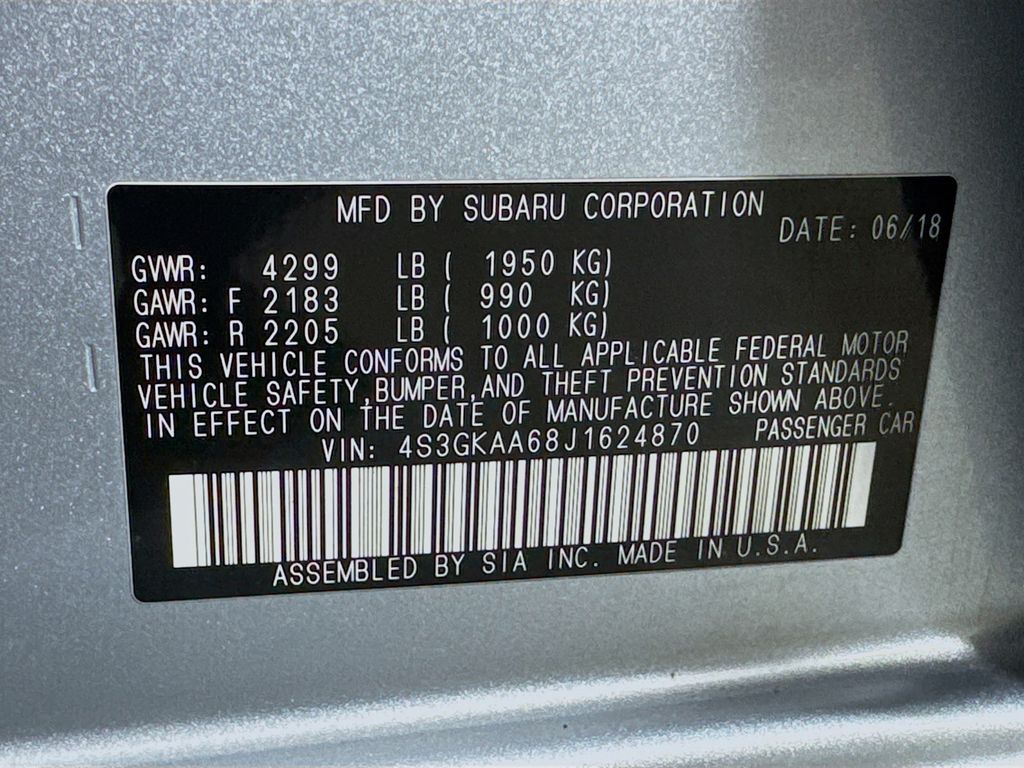 MFD BY SUBARU CORPORATION
DATE: 06/18
GVWR: 4299 LB ( 1950 KG)
GAWR: F 2183 LB ( 990 KG)
GAWR: R 2205 LB ( 1000 KG)
THIS VEHICLE CONFORMS TO ALL APPLICABLE FEDERAL MOTOR
VEHICLE SAFETY,BUMPER,AND THEFT PREVENTION STANDARDS
IN EFFECT ON THE DATE OF MANUFACTURE SHOWN ABOVE.
VIN: 4S3GKAA68J1624870 PASSENGER CAR
ASSEMBLED BY SIA INC. MADE IN U.S.A.